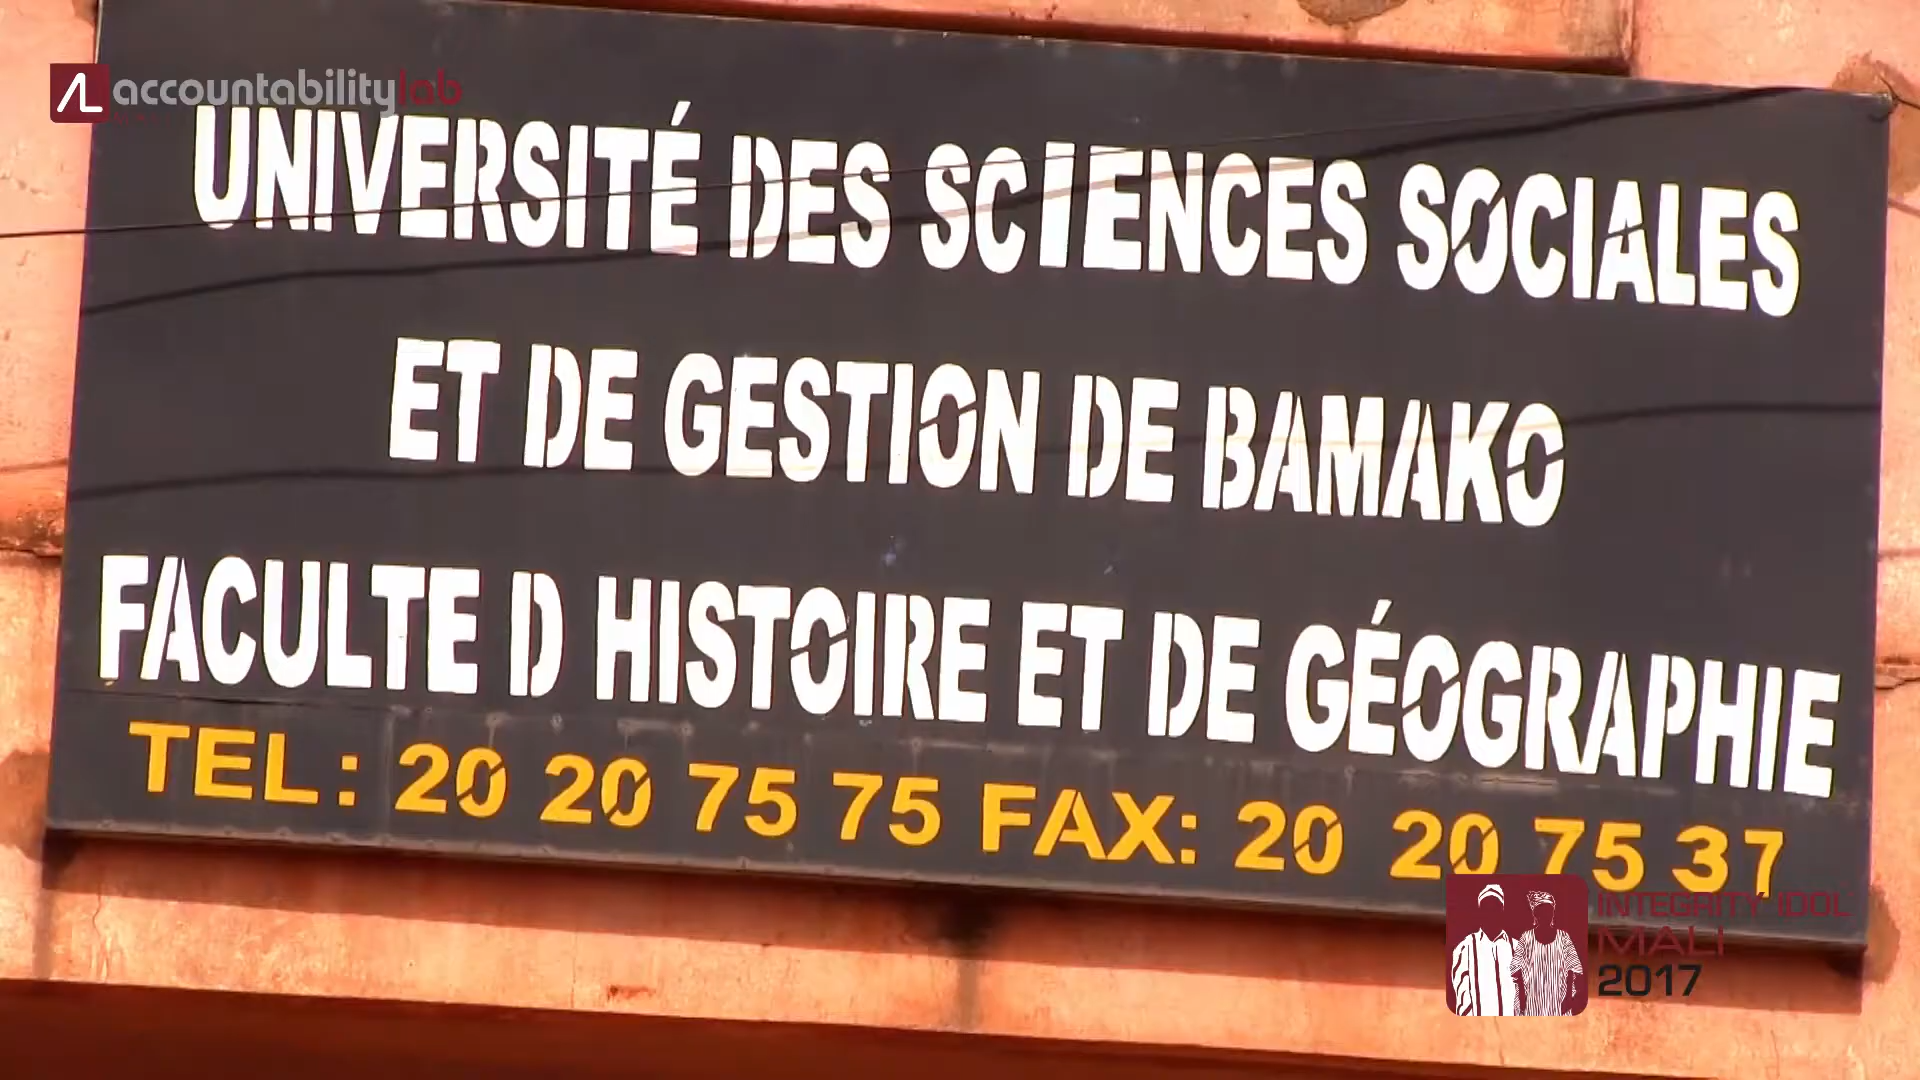 accountabilitylab
MALI
UNIVERSITÉ DES SCIENCES SOCIALES
ET DE GESTION DE BAMAKO
FACULTE D HISTOIRE ET DE GÉOGRAPHIE
TEL: 20 20 75 75 FAX: 20 20 75 37
INTEGRITY IDOL
MALI
2017